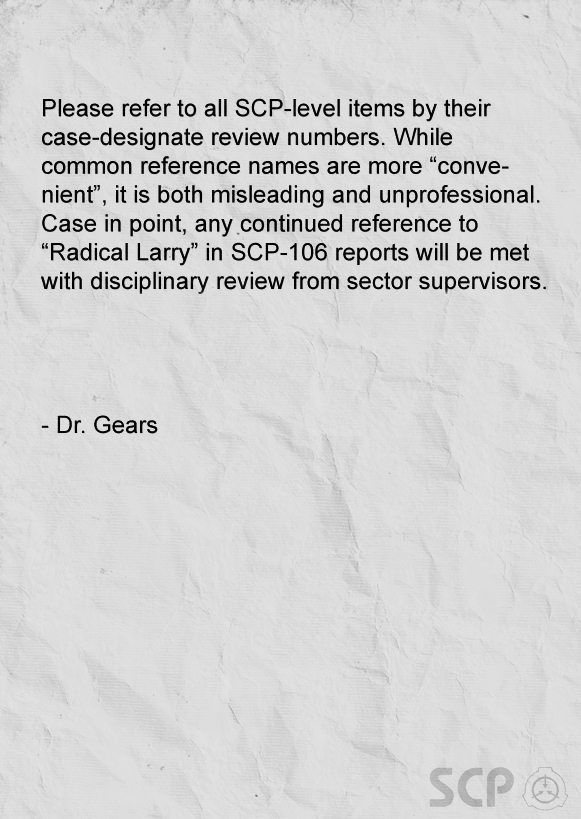 Please refer to all SCP-level items by their
case-designate review numbers. While
common reference names are more “conve-
nient”, it is both misleading and unprofessional.
Case in point, any continued reference to
“Radical Larry” in SCP-106 reports will be met
with disciplinary review from sector supervisors.
- Dr. Gears
SCP